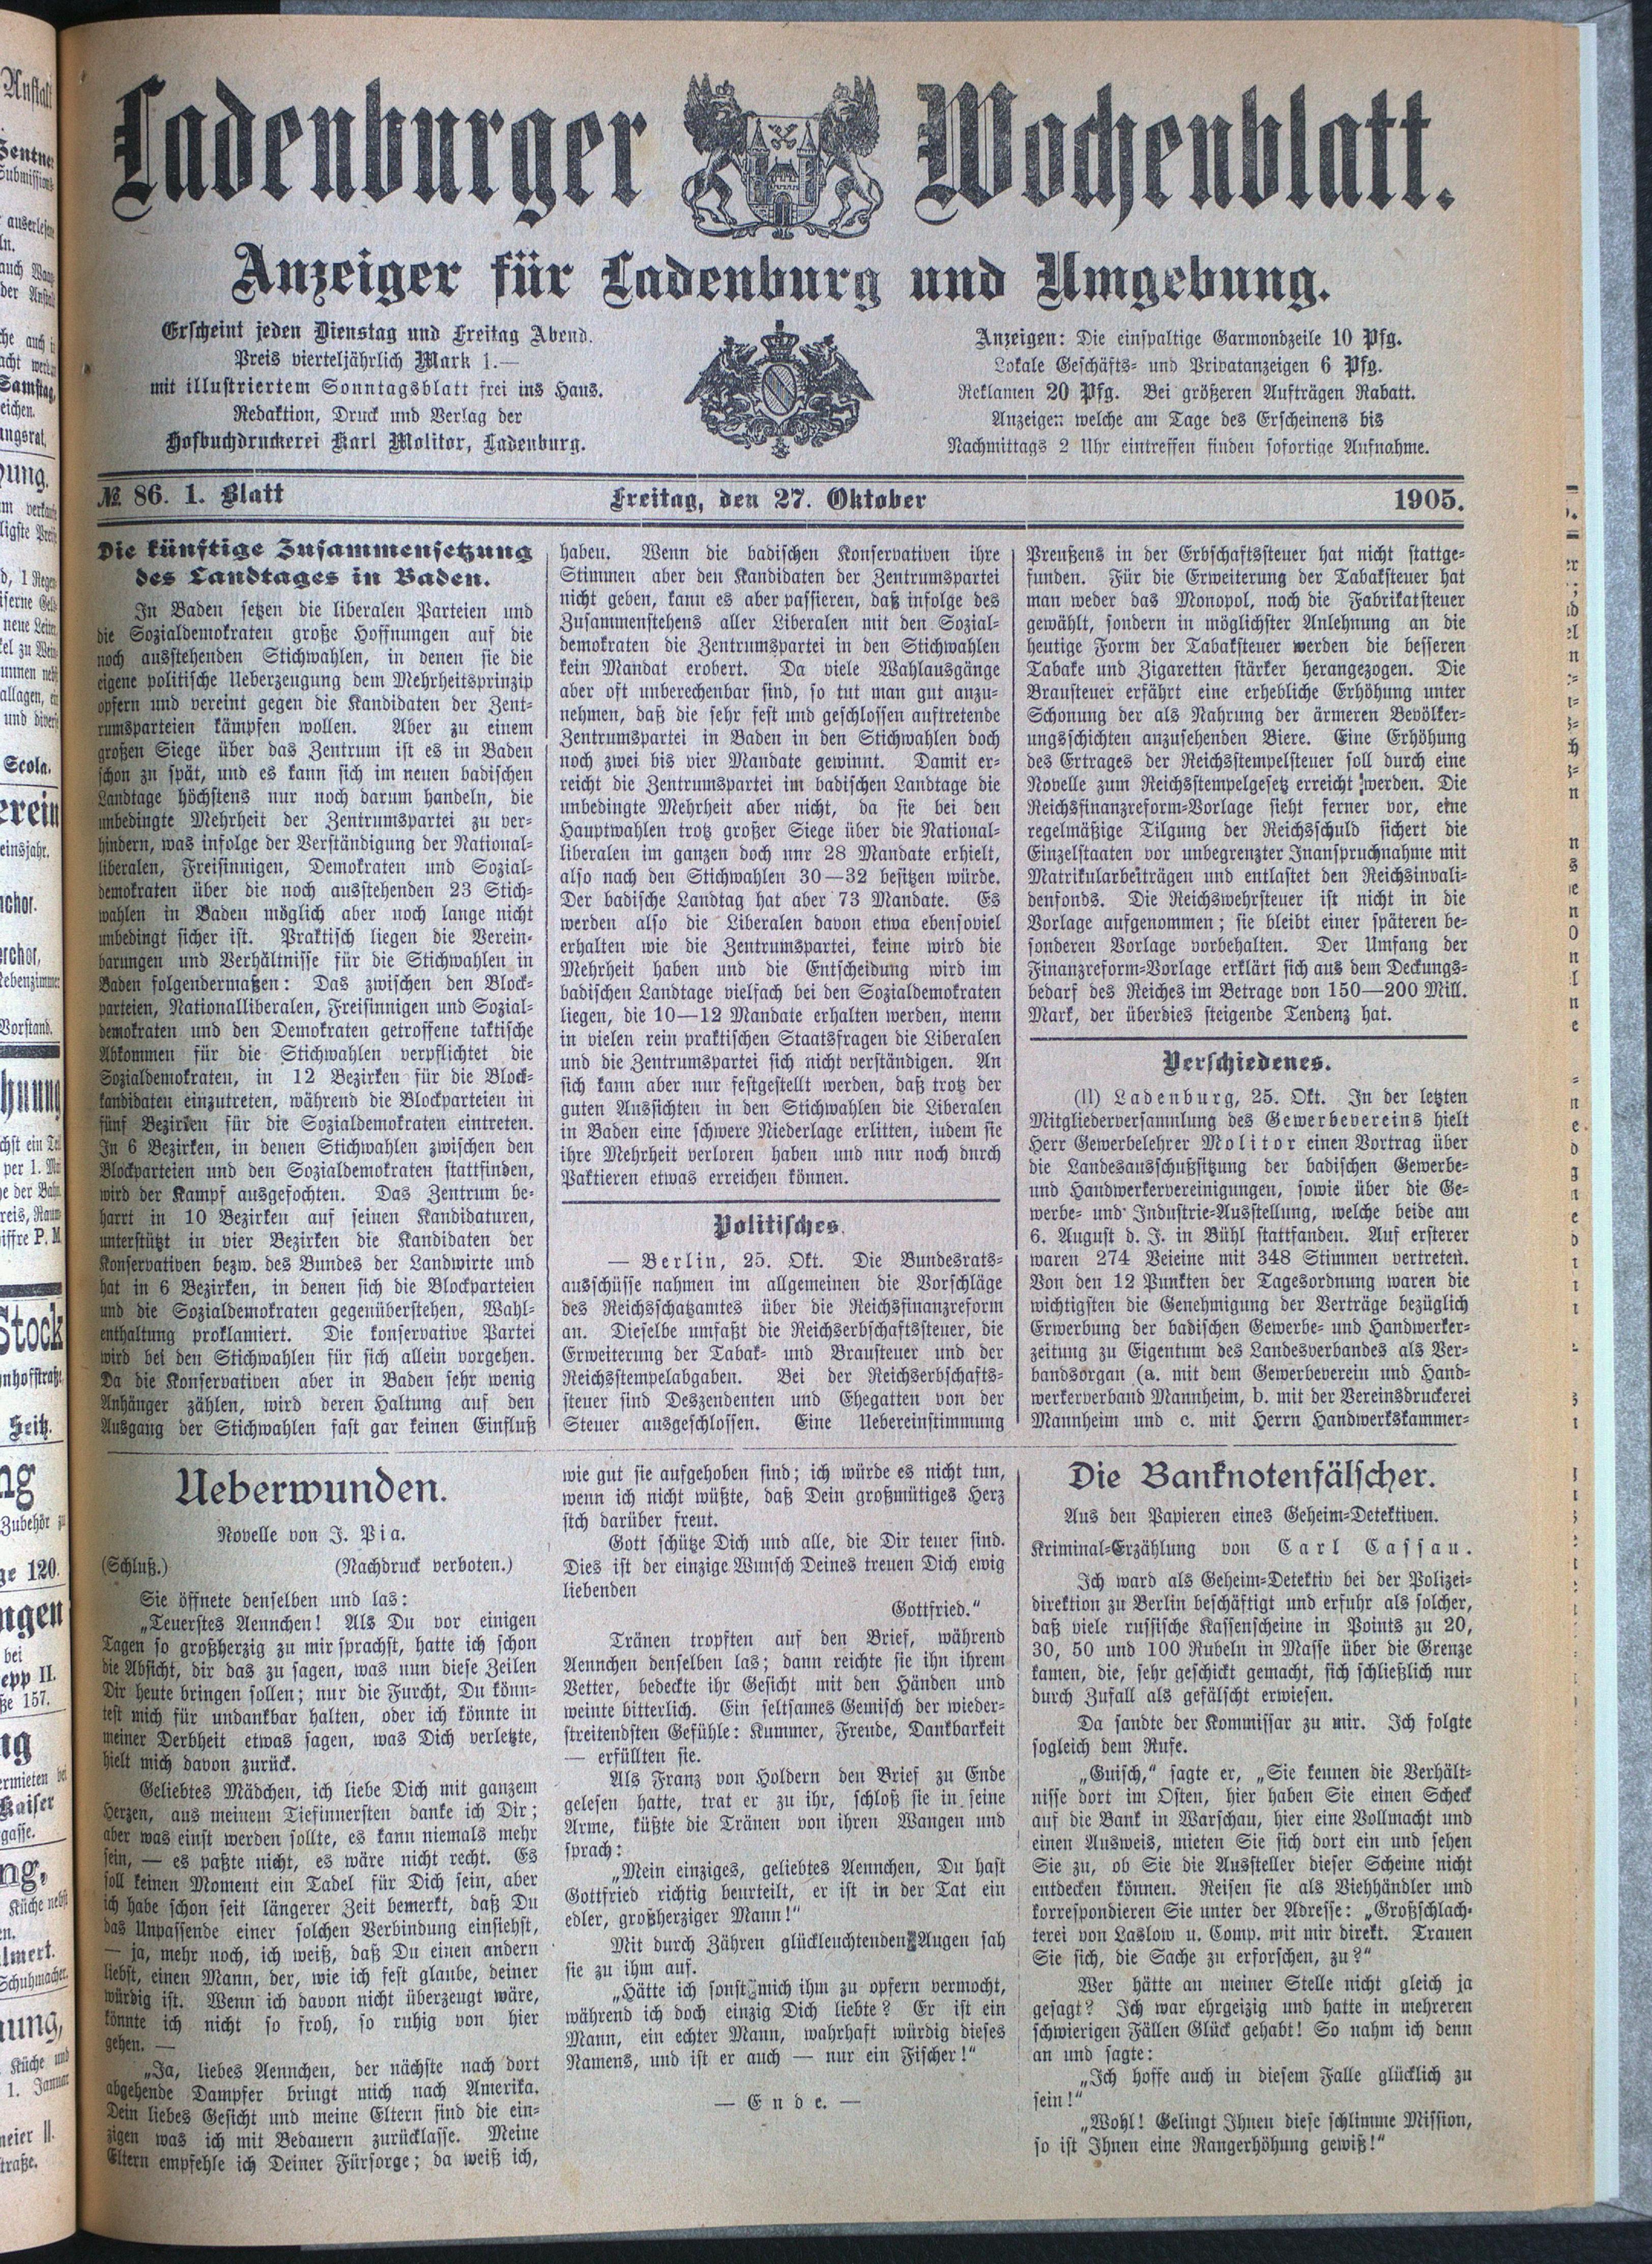 Ladenburger Wochenblatt.
Anzeiger für Ladenburg und Umgebung.
Erscheint jeden Dienstag und Freitag Abend.
Preis vierteljährlich Mark 1.—
mit illustriertem Sonntagsblatt frei ins Haus.
Redaktion, Druck und Verlag der
Hofbuchdruckerei Karl Molitor, Ladenburg.
Anzeigen: Die einspaltige Garmondzeile 10 Pfg.
Lokale Geschäfts- und Privatanzeigen 6 Pfg.
Reklamen 20 Pfg. Bei größeren Aufträgen Rabatt.
Anzeigen welche am Tage des Erscheinens bis
Nachmittags 2 Uhr eintreffen finden sofortige Aufnahme.
№ 86. 1. Blatt Freitag, den 27. Oktober 1905.
Die künftige Zusammensetzung
des Landtages in Baden.
In Baden setzen die liberalen Parteien und
die Sozialdemokraten große Hoffnungen auf die
noch ausstehenden Stichwahlen, in denen sie die
eigene politische Ueberzeugung dem Mehrheitsprinzip
opfern und vereint gegen die Kandidaten der Zent-
rumsparteien kämpfen wollen. Aber zu einem
großen Siege über das Zentrum ist es in Baden
schon zu spät, und es kann sich im neuen badischen
Landtage höchstens nur noch darum handeln, die
unbedingte Mehrheit der Zentrumspartei zu ver-
hindern, was infolge der Verständigung der National-
liberalen, Freisinnigen, Demokraten und Sozial-
demokraten über die noch ausstehenden 23 Stich-
wahlen in Baden möglich aber noch lange nicht
unbedingt sicher ist. Praktisch liegen die Verein-
barungen und Verhältnisse für die Stichwahlen in
Baden folgendermaßen: Das zwischen den Block-
parteien, Nationalliberalen, Freisinnigen und Sozial-
demokraten und den Demokraten getroffene taktische
Abkommen für die Stichwahlen verpflichtet die
Sozialdemokraten, in 12 Bezirken für die Block-
kandidaten einzutreten, während die Blockparteien in
fünf Bezirken für die Sozialdemokraten eintreten.
In 6 Bezirken, in denen Stichwahlen zwischen den
Blockparteien und den Sozialdemokraten stattfinden,
wird der Kampf ausgefochten. Das Zentrum be-
harrt in 10 Bezirken auf seinen Kandidaturen,
unterstützt in vier Bezirken die Kandidaten der
Konservativen bezw. des Bundes der Landwirte und
hat in 6 Bezirken, in denen sich die Blockparteien
und die Sozialdemokraten gegenüberstehen, Wahl-
enthaltung proklamiert. Die konservative Partei
wird bei den Stichwahlen für sich allein vorgehen.
Da die Konservativen aber in Baden sehr wenig
Anhänger zählen, wird deren Haltung auf den
Ausgang der Stichwahlen fast gar keinen Einfluß
haben. Wenn die badischen Konservativen ihre
Stimmen aber den Kandidaten der Zentrumspartei
nicht geben, kann es aber passieren, daß infolge des
Zusammenstehens aller Liberalen mit den Sozial-
demokraten die Zentrumspartei in den Stichwahlen
kein Mandat erobert. Da viele Wahlausgänge
aber oft unberechenbar sind, so tut man gut anzu-
nehmen, daß die sehr fest und geschlossen auftretende
Zentrumspartei in Baden in den Stichwahlen doch
noch zwei bis vier Mandate gewinnt. Damit er-
reicht die Zentrumspartei im badischen Landtage die
unbedingte Mehrheit aber nicht, da sie bei den
Hauptwahlen trotz großer Siege über die National-
liberalen im ganzen doch nnr 28 Mandate erhielt,
also nach den Stichwahlen 30—32 besitzen würde.
Der badische Landtag hat aber 73 Mandate. Es
werden also die Liberalen davon etwa ebensoviel
erhalten wie die Zentrumspartei, keine wird die
Mehrheit haben und die Entscheidung wird im
badischen Landtage vielfach bei den Sozialdemokraten
liegen, die 10—12 Mandate erhalten werden, menn
in vielen rein praktischen Staatsfragen die Liberalen
und die Zentrumspartei sich nicht verständigen. An
sich kann aber nur festgestellt werden, daß trotz der
guten Aussichten in den Stichwahlen die Liberalen
in Baden eine schwere Niederlage erlitten, indem sie
ihre Mehrheit verloren haben und nur noch durch
Paktieren etwas erreichen können.
Politisches.
— Berlin, 25. Okt. Die Bundesrats-
ausschüsse nahmen im allgemeinen die Vorschläge
des Reichsschatzamtes über die Reichsfinanzreform
an. Dieselbe umfaßt die Reichserbschaftssteuer, die
Erweiterung der Tabak- und Brausteuer und der
Reichsstempelabgaben. Bei der Reichserbschafts-
steuer sind Deszendenten und Ehegatten von der
Steuer ausgeschlossen. Eine Uebereinstimmung
Preußens in der Erbschaftssteuer hat nicht stattge-
funden. Für die Erweiterung der Tabaksteuer hat
man weder das Monopol, noch die Fabrikatsteuer
gewählt, sondern in möglichster Anlehnung an die
heutige Form der Tabaksteuer werden die besseren
Tabake und Zigaretten stärker herangezogen. Die
Brausteuer erfährt eine erhebliche Erhöhung unter
Schonung der als Nahrung der ärmeren Bevölker-
ungsschichten anzusehenden Biere. Eine Erhöhung
des Ertrages der Reichsstempelsteuer soll durch eine
Novelle zum Reichsstempelgesetz erreicht werden. Die
Reichsfinanzreform-Vorlage sieht ferner vor, eine
regelmäßige Tilgung der Reichsschuld sichert die
Einzelstaaten vor unbegrenzter Inanspruchnahme mit
Matrikularbeiträgen und entlastet den Reichsinvali-
denfonds. Die Reichswehrsteuer ist nicht in die
Vorlage aufgenommen; sie bleibt einer späteren be-
sonderen Vorlage vorbehalten. Der Umfang der
Finanzreform-Vorlage erklärt sich aus dem Deckungs-
bedarf des Reiches im Betrage von 150—200 Mill.
Mark, der überdies steigende Tendenz hat.
Verschiedenes.
(ll) Ladenburg, 25. Okt. In der letzten
Mitgliederversammlung des Gewerbevereins hielt
Herr Gewerbelehrer Molitor einen Vortrag über
die Landesausschußsitzung der badischen Gewerbe-
und Handwerkervereinigungen, sowie über die Ge-
werbe- und Industrie-Ausstellung, welche beide am
6. August d. J. in Bühl stattfanden. Auf ersterer
waren 274 Veieine mit 348 Stimmen vertreten.
Von den 12 Punkten der Tagesordnung waren die
wichtigsten die Genehmigung der Verträge bezüglich
Erwerbung der badischen Gewerbe- und Handwerker-
zeitung zu Eigentum des Landesverbandes als Ver-
bandsorgan (a. mit dem Gewerbeverein und Hand-
werkerverband Mannheim, b. mit der Vereinsdruckerei
Mannheim und c. mit Herrn Handwerkskammer-
Ueberwunden.
Novelle von J. Pia.
(Schluß.) (Nachdruck verboten.)
Sie öffnete denselben und las:
„Teuerstes Aennchen! Als Du vor einigen
Tagen so großherzig zu mir sprachst, hatte ich schon
die Absicht, dir das zu sagen, was nun diese Zeilen
Dir heute bringen sollen; nur die Furcht, Du könn-
test mich für undankbar halten, oder ich könnte in
meiner Derbheit etwas sagen, was Dich verletzte,
hielt mich davon zurück.
Geliebtes Mädchen, ich liebe Dich mit ganzem
Herzen, aus meinem Tiefinnersten danke ich Dir;
aber was einst werden sollte, es kann niemals mehr
sein, — es paßte nicht, es wäre nicht recht. Es
soll keinen Moment ein Tadel für Dich sein, aber
ich habe schon seit längerer Zeit bemerkt, daß Du
das Unpassende einer solchen Verbindung einsiehst,
— ja, mehr noch, ich weiß, daß Du einen andern
liebst, einen Mann, der, wie ich fest glaube, deiner
würdig ist. Wenn ich davon nicht überzeugt wäre,
könnte ich nicht so froh, so ruhig von hier
gehen. —
„Ja, liebes Aennchen, der nächste nach dort
abgehende Dampfer bringt mich nach Amerika.
Dein liebes Gesicht und meine Eltern sind die ein-
zigen was ich mit Bedauern zurücklasse. Meine
Eltern empfehle ich Deiner Fürsorge; da weiß ich,
wie gut sie aufgehoben sind; ich würde es nicht tun,
wenn ich nicht wüßte, daß Dein großmütiges Herz
sich darüber freut.
Gott schütze Dich und alle, die Dir teuer sind.
Dies ist der einzige Wunsch Deines treuen Dich ewig
liebenden
Gottfried.“
Tränen tropften auf den Brief, während
Aennchen denselben las; dann reichte sie ihn ihrem
Vetter, bedeckte ihr Gesicht mit den Händen und
weinte bitterlich. Ein seltsames Gemisch der wieder-
streitendsten Gefühle: Kummer, Freude, Dankbarkeit
— erfüllten sie.
Als Franz von Holdern den Brief zu Ende
gelesen hatte, trat er zu ihr, schloß sie in seine
Arme, küßte die Tränen von ihren Wangen und
sprach:
„Mein einziges, geliebtes Aennchen, Du hast
Gottfried richtig beurteilt, er ist in der Tat ein
edler, großherziger Mann!“
Mit durch Zähren glückleuchtenden Augen sah
sie zu ihm auf.
„Hätte ich sonst mich ihm zu opfern vermocht,
während ich doch einzig Dich liebte? Er ist ein
Mann, ein echter Mann, wahrhaft würdig dieses
Namens, und ist er auch — nur ein Fischer!“
— Ende. —
Die Banknotenfälscher.
Aus den Papieren eines Geheim-Detektiven.
Kriminal-Erzählung von Carl Cassau.
Ich ward als Geheim-Detektiv bei der Polizei-
direktion zu Berlin beschäftigt und erfuhr als solcher,
daß viele russische Kassenscheine in Points zu 20,
30, 50 und 100 Rubeln in Masse über die Grenze
kamen, die, sehr geschickt gemacht, sich schließlich nur
durch Zufall als gefälscht erwiesen.
Da sandte der Kommissar zu mir. Ich folgte
sogleich dem Rufe.
„Guisch,“ sagte er, „Sie kennen die Verhält-
nisse dort im Osten, hier haben Sie einen Scheck
auf die Bank in Warschau, hier eine Vollmacht und
einen Ausweis, mieten Sie sich dort ein und sehen
Sie zu, ob Sie die Aussteller dieser Scheine nicht
entdecken können. Reisen sie als Viehhändler und
korrespondieren Sie unter der Adresse: „Großschlach-
terei von Laslow u. Comp. mit mir direkt. Trauen
Sie sich, die Sache zu erforschen, zu?“
Wer hätte an meiner Stelle nicht gleich ja
gesagt? Ich war ehrgeizig und hatte in mehreren
schwierigen Fällen Glück gehabt! So nahm ich denn
an und sagte:
„Ich hoffe auch in diesem Falle glücklich zu
sein!“
„Wohl! Gelingt Ihnen diese schlimme Mission,
so ist Ihnen eine Rangerhöhung gewiß!“